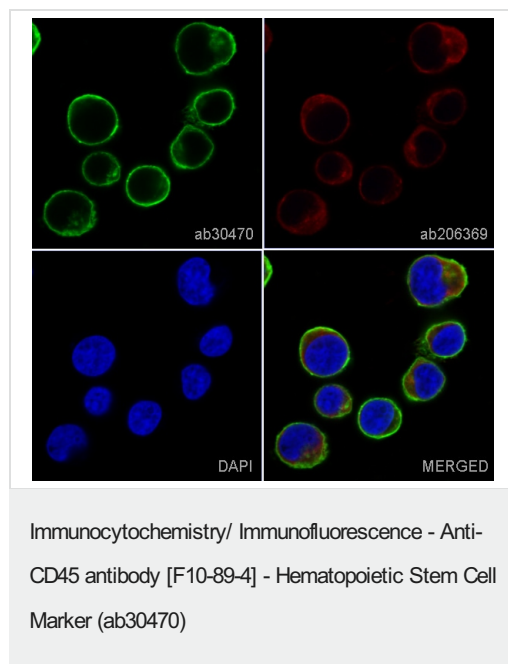 ab30470
ab206369
DAPI
MERGED
Immunocytochemistry/ Immunofluorescence - Anti-
CD45 antibody [F10-89-4] - Hematopoietic Stem Cell
Marker (ab30470)